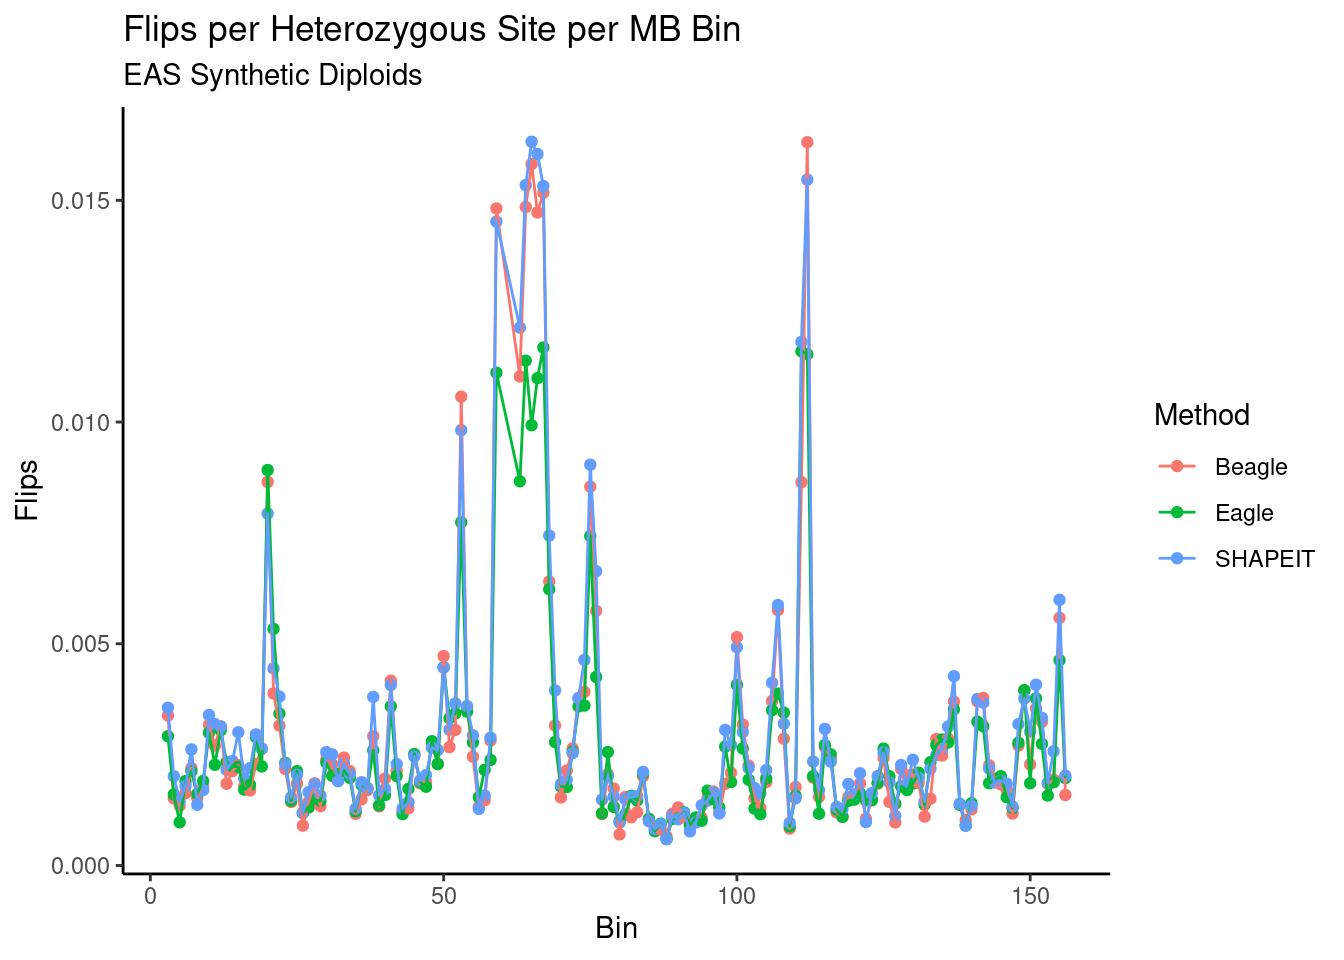 Flips per Heterozygous Site per MB Bin
EAS Synthetic Diploids
0.015
0.010
0.005
0.000
Flips
0
50
100
150
Bin
Method
Beagle
Eagle
SHAPEIT